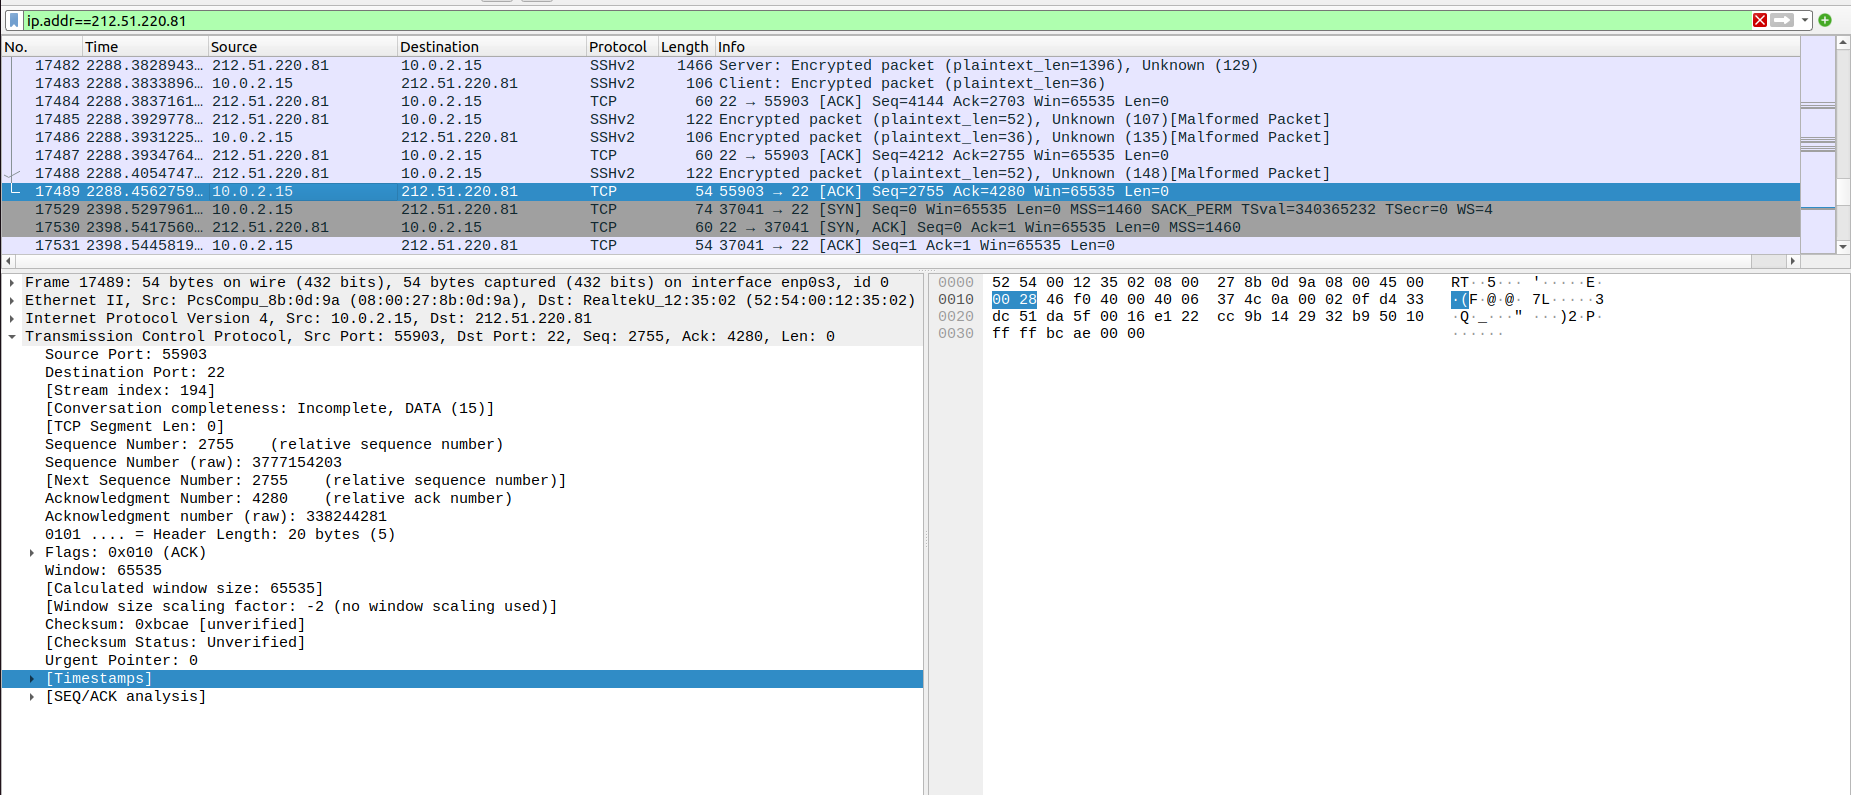 ip.addr==212.51.220.81
No. Time Source Destination Protocol Length Info
17482 2288.3828943… 212.51.220.81 10.0.2.15 SSHv2 1466 Server: Encrypted packet (plaintext_len=1396), Unknown (129)
17483 2288.3833896… 10.0.2.15 212.51.220.81 SSHv2 106 Client: Encrypted packet (plaintext_len=36)
17484 2288.3837161… 212.51.220.81 10.0.2.15 TCP 60 22 → 55903 [ACK] Seq=4144 Ack=2703 Win=65535 Len=0
17485 2288.3929778… 212.51.220.81 10.0.2.15 SSHv2 122 Encrypted packet (plaintext_len=52), Unknown (107)[Malformed Packet]
17486 2288.3931225… 10.0.2.15 212.51.220.81 SSHv2 106 Encrypted packet (plaintext_len=36), Unknown (135)[Malformed Packet]
17487 2288.3934764… 212.51.220.81 10.0.2.15 TCP 60 22 → 55903 [ACK] Seq=4212 Ack=2755 Win=65535 Len=0
17488 2288.4054747… 212.51.220.81 10.0.2.15 SSHv2 122 Encrypted packet (plaintext_len=52), Unknown (148)[Malformed Packet]
17489 2288.4562759… 10.0.2.15 212.51.220.81 TCP 54 55903 → 22 [ACK] Seq=2755 Ack=4280 Win=65535 Len=0
17529 2398.5297961… 10.0.2.15 212.51.220.81 TCP 74 37041 → 22 [SYN] Seq=0 Win=65535 Len=0 MSS=1460 SACK_PERM TSval=340365232 TSecr=0 WS=4
17530 2398.5417560… 212.51.220.81 10.0.2.15 TCP 60 22 → 37041 [SYN, ACK] Seq=0 Ack=1 Win=65535 Len=0 MSS=1460
17531 2398.5445819… 10.0.2.15 212.51.220.81 TCP 54 37041 → 22 [ACK] Seq=1 Ack=1 Win=65535 Len=0
Frame 17489: 54 bytes on wire (432 bits), 54 bytes captured (432 bits) on interface enp0s3, id 0
Ethernet II, Src: PcsCompu_8b:0d:9a (08:00:27:8b:0d:9a), Dst: RealtekU_12:35:02 (52:54:00:12:35:02)
Internet Protocol Version 4, Src: 10.0.2.15, Dst: 212.51.220.81
Transmission Control Protocol, Src Port: 55903, Dst Port: 22, Seq: 2755, Ack: 4280, Len: 0
Source Port: 55903
Destination Port: 22
[Stream index: 194]
[Conversation completeness: Incomplete, DATA (15)]
[TCP Segment Len: 0]
Sequence Number: 2755    (relative sequence number)
Sequence Number (raw): 3777154203
[Next Sequence Number: 2755    (relative sequence number)]
Acknowledgment Number: 4280    (relative ack number)
Acknowledgment number (raw): 338244281
0101 .... = Header Length: 20 bytes (5)
Flags: 0x010 (ACK)
Window: 65535
[Calculated window size: 65535]
[Window size scaling factor: -2 (no window scaling used)]
Checksum: 0xbcae [unverified]
[Checksum Status: Unverified]
Urgent Pointer: 0
[Timestamps]
[SEQ/ACK analysis]
0000 52 54 00 12 35 02 08 00 27 8b 0d 9a 08 00 45 00 RT··5··· '·····E·
0010 00 28 46 f0 40 00 40 06 37 4c 0a 00 02 0f d4 33 ·(F·@·@· 7L·····3
0020 dc 51 da 5f 00 16 e1 22 cc 9b 14 29 32 b9 50 10 ·Q·_···" ···)2·P·
0030 ff ff bc ae 00 00 ······